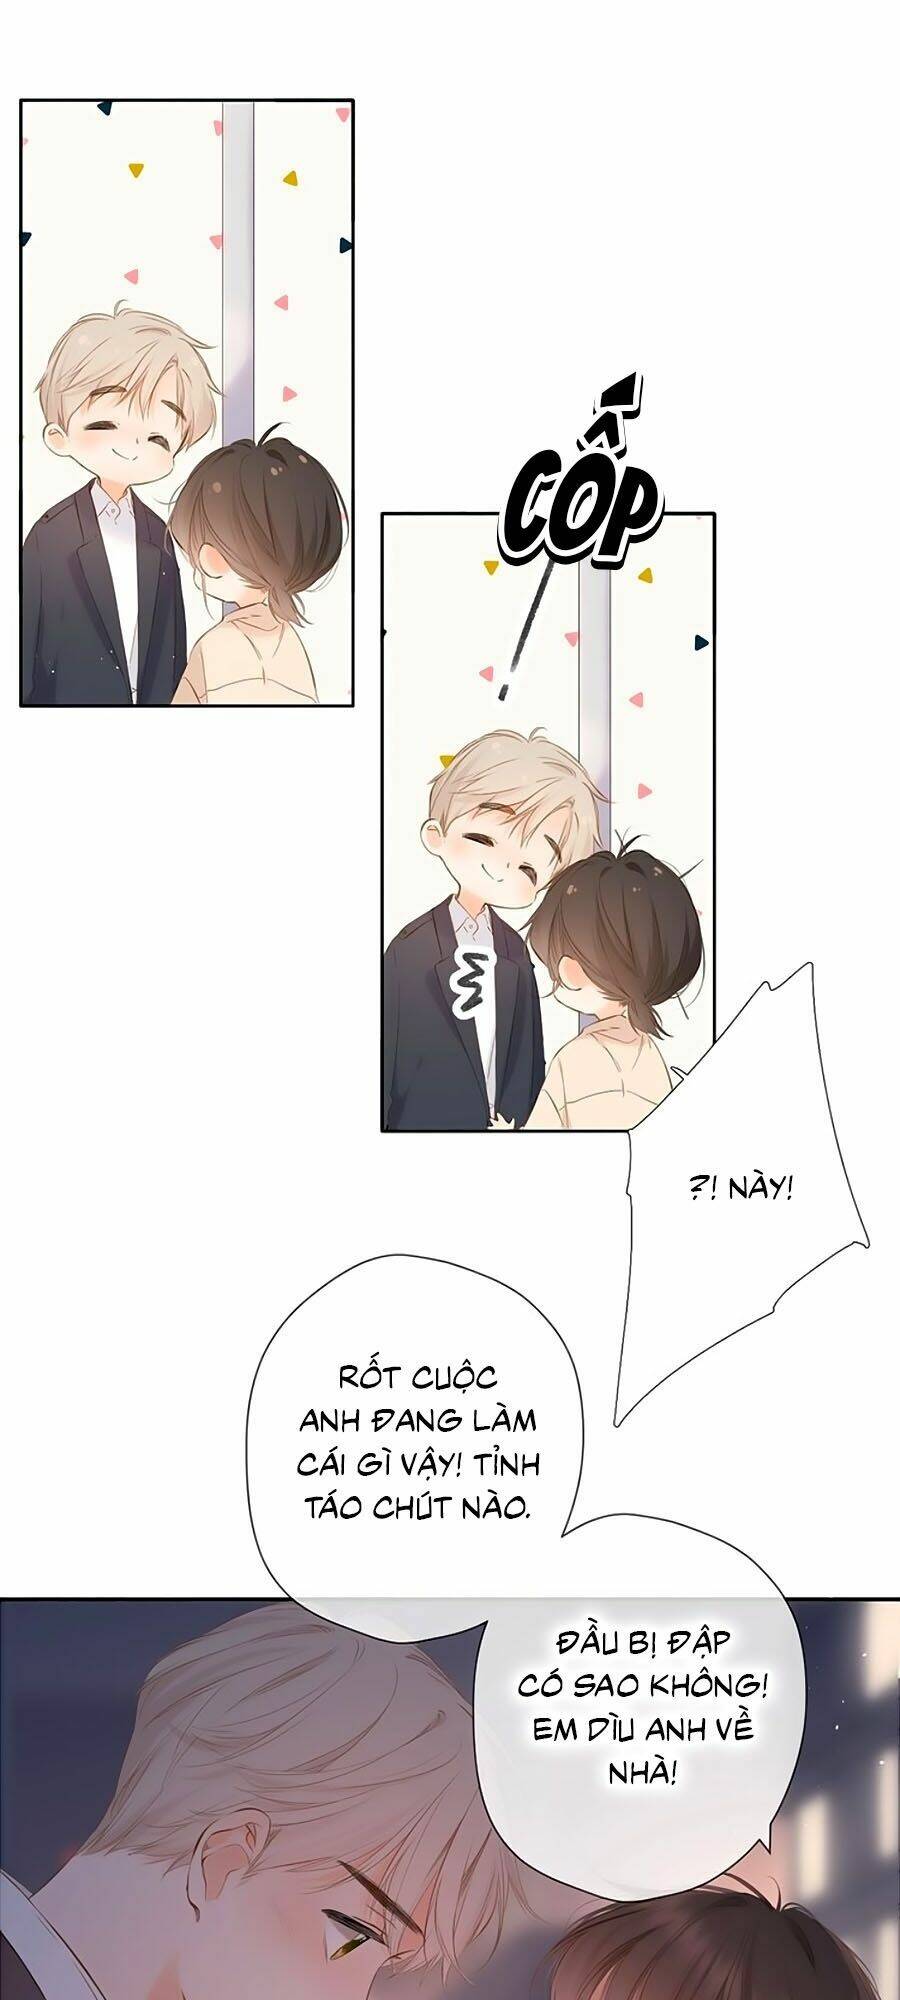 CỐP
?! NÀY!
RỐT CUỘC
ANH ĐANG LÀM
CÁI GÌ VẬY! TỈNH
TÁO CHÚT NÀO.
ĐẦU BỊ ĐẬP
CÓ SAO KHÔNG!
EM DÌU ANH VỀ
NHÀ!